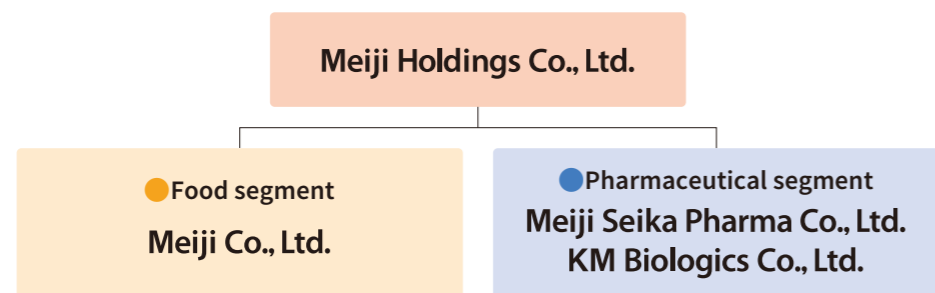 Meiji Holdings Co., Ltd.
Food segment
Meiji Co., Ltd.
Pharmaceutical segment
Meiji Seika Pharma Co., Ltd.
KM Biologics Co., Ltd.